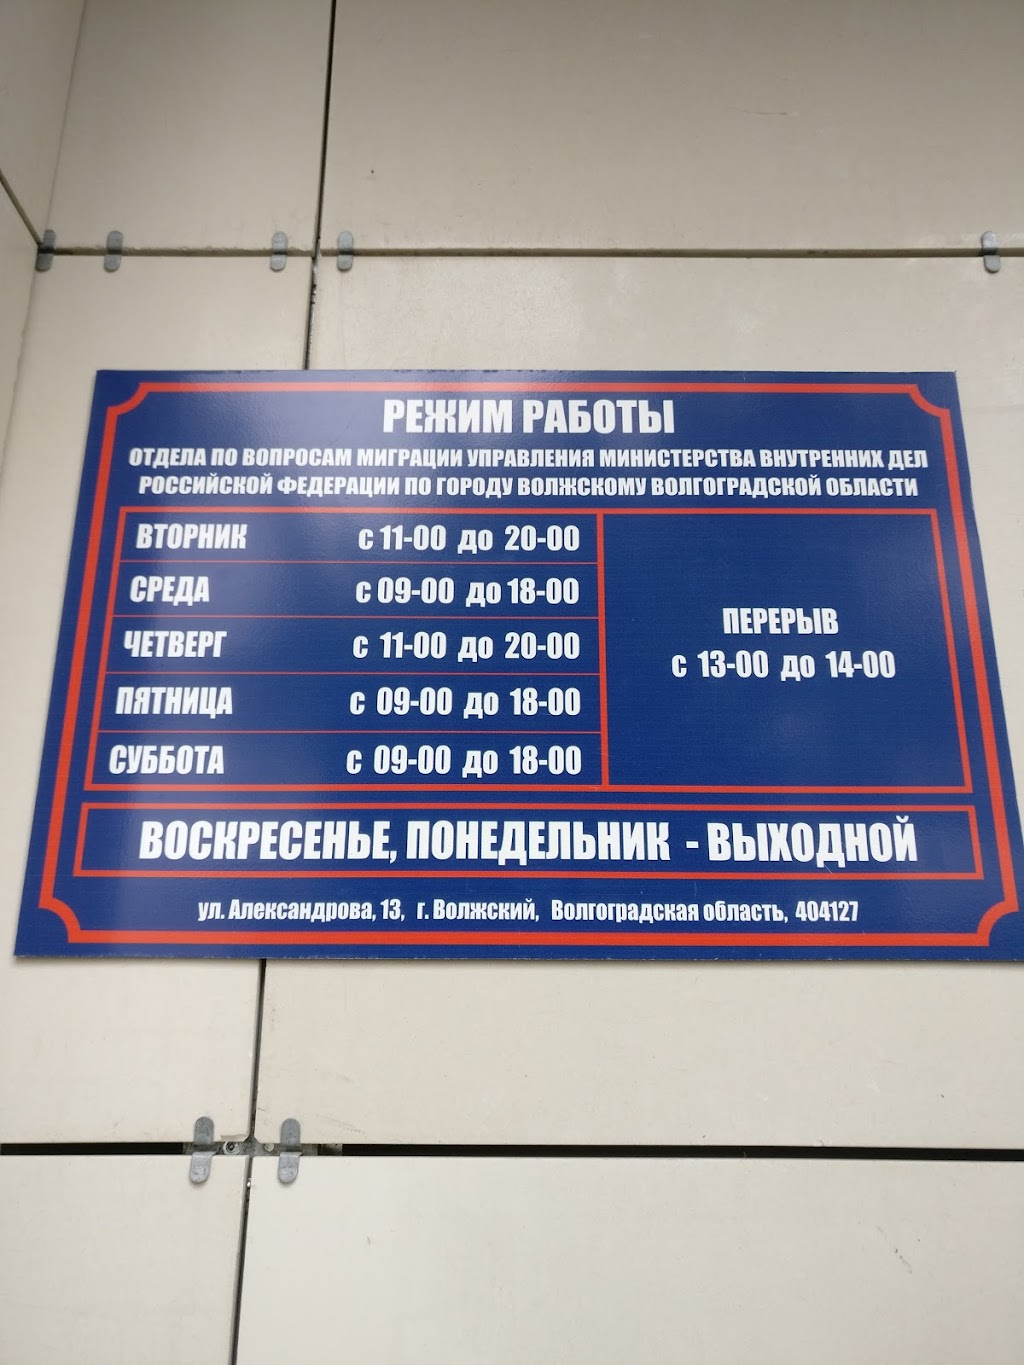 РЕЖИМ РАБОТЫ
ОТДЕЛА ПО ВОПРОСАМ МИГРАЦИИ УПРАВЛЕНИЯ МИНИСТЕРСТВА ВНУТРЕННИХ ДЕЛ
РОССИЙСКОЙ ФЕДЕРАЦИИ ПО ГОРОДУ ВОЛЖСКОМУ ВОЛГОГРАДСКОЙ ОБЛАСТИ
ВТОРНИК с 11-00 до 20-00
СРЕДА с 09-00 до 18-00
ЧЕТВЕРГ с 11-00 до 20-00
ПЯТНИЦА с 09-00 до 18-00
СУББОТА с 09-00 до 18-00
ПЕРЕРЫВ
с 13-00 до 14-00
ВОСКРЕСЕНЬЕ, ПОНЕДЕЛЬНИК - ВЫХОДНОЙ
ул. Александрова, 13, г. Волжский, Волгоградская область, 404127